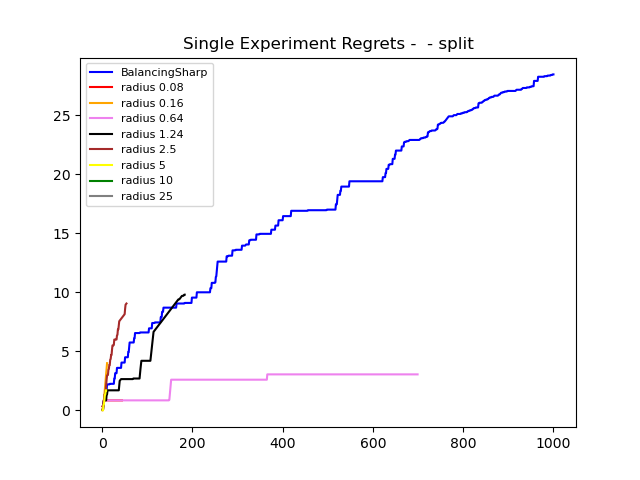 Single Experiment Regrets -  - split
BalancingSharp
radius 0.08
radius 0.16
radius 0.64
radius 1.24
radius 2.5
radius 5
radius 10
radius 25
25
20
15
10
5
0
0 200 400 600 800 1000